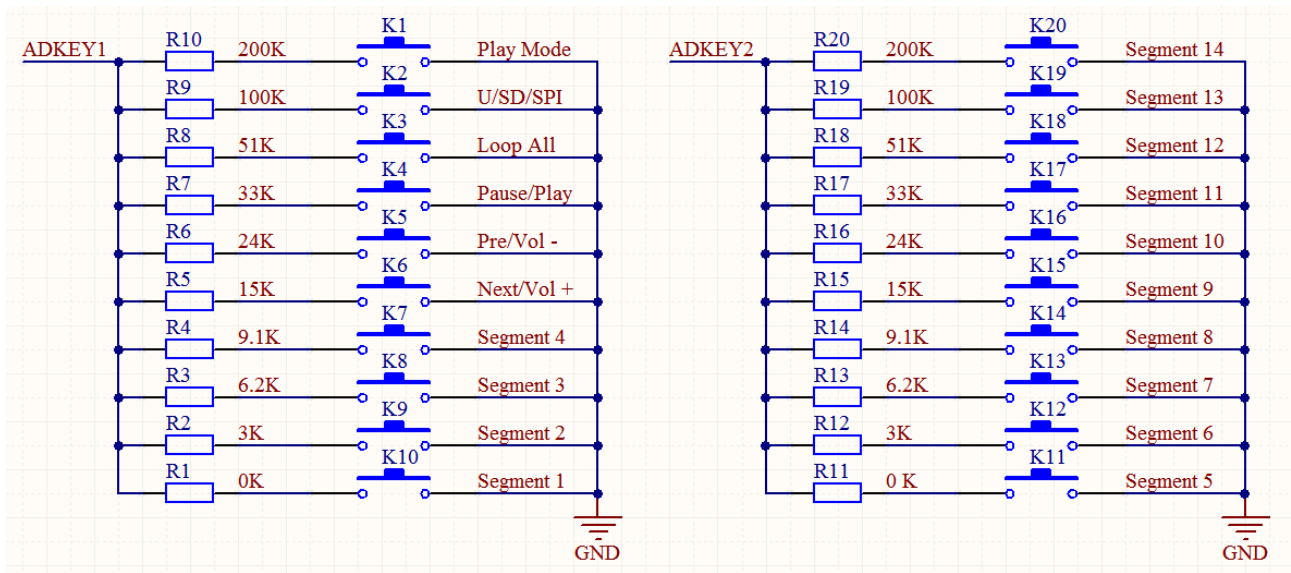 K1 K20
ADKEY1 R10 200K Play Mode ADKEY2 R20 200K Segment 14
K2 K19
R9 100K U/SD/SPI R19 100K Segment 13
K3 K18
R8 51K Loop All R18 51K Segment 12
K4 K17
R7 33K Pause/Play R17 33K Segment 11
K5 K16
R6 24K Pre/Vol - R16 24K Segment 10
K6 K15
R5 15K Next/Vol + R15 15K Segment 9
K7 K14
R4 9.1K Segment 4 R14 9.1K Segment 8
K8 K13
R3 6.2K Segment 3 R13 6.2K Segment 7
K9 K12
R2 3K Segment 2 R12 3K Segment 6
K10 K11
R1 0K Segment 1 R11 0 K Segment 5
GND GND